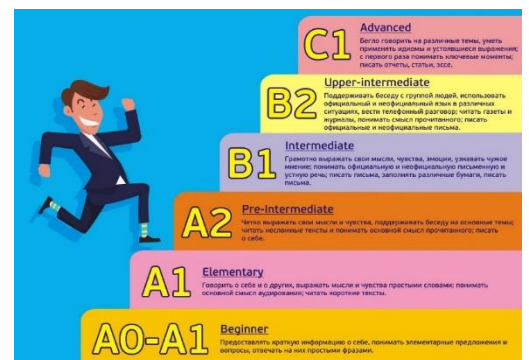 C1
Advanced
Бегло говорить на различные темы, уметь
применять идиомы и устоявшиеся выражения;
с первого раза понимать ключевые моменты;
писать отчеты, статьи, эссе.
B2
Upper-intermediate
Поддерживать беседу с группой людей, использовать
официальный и неофициальный язык в различных
ситуациях, вести телефонный разговор; читать газеты и
журналы, понимать смысл прочитанного; писать
официальные и неофициальные письма.
B1
Intermediate
Грамотно выражать свои мысли, чувства, эмоции, узнавать чужое
мнение; понимать официальную и неофициальную письменную и
устную речь; писать письма, заполнять различные бумаги, писать
письма.
A2
Pre-Intermediate
Четко выражать свои мысли и чувства, поддерживать беседу на основные темы;
читать несложные тексты и понимать основной смысл прочитанного; писать
о себе.
A1
Elementary
Говорить о себе и о других, выражать мысли и чувства простыми словами; понимать
основной смысл аудирования; читать короткие тексты.
A0-A1
Beginner
Предоставлять краткую информацию о себе, понимать элементарные предложения и
вопросы, отвечать на них простыми фразами.